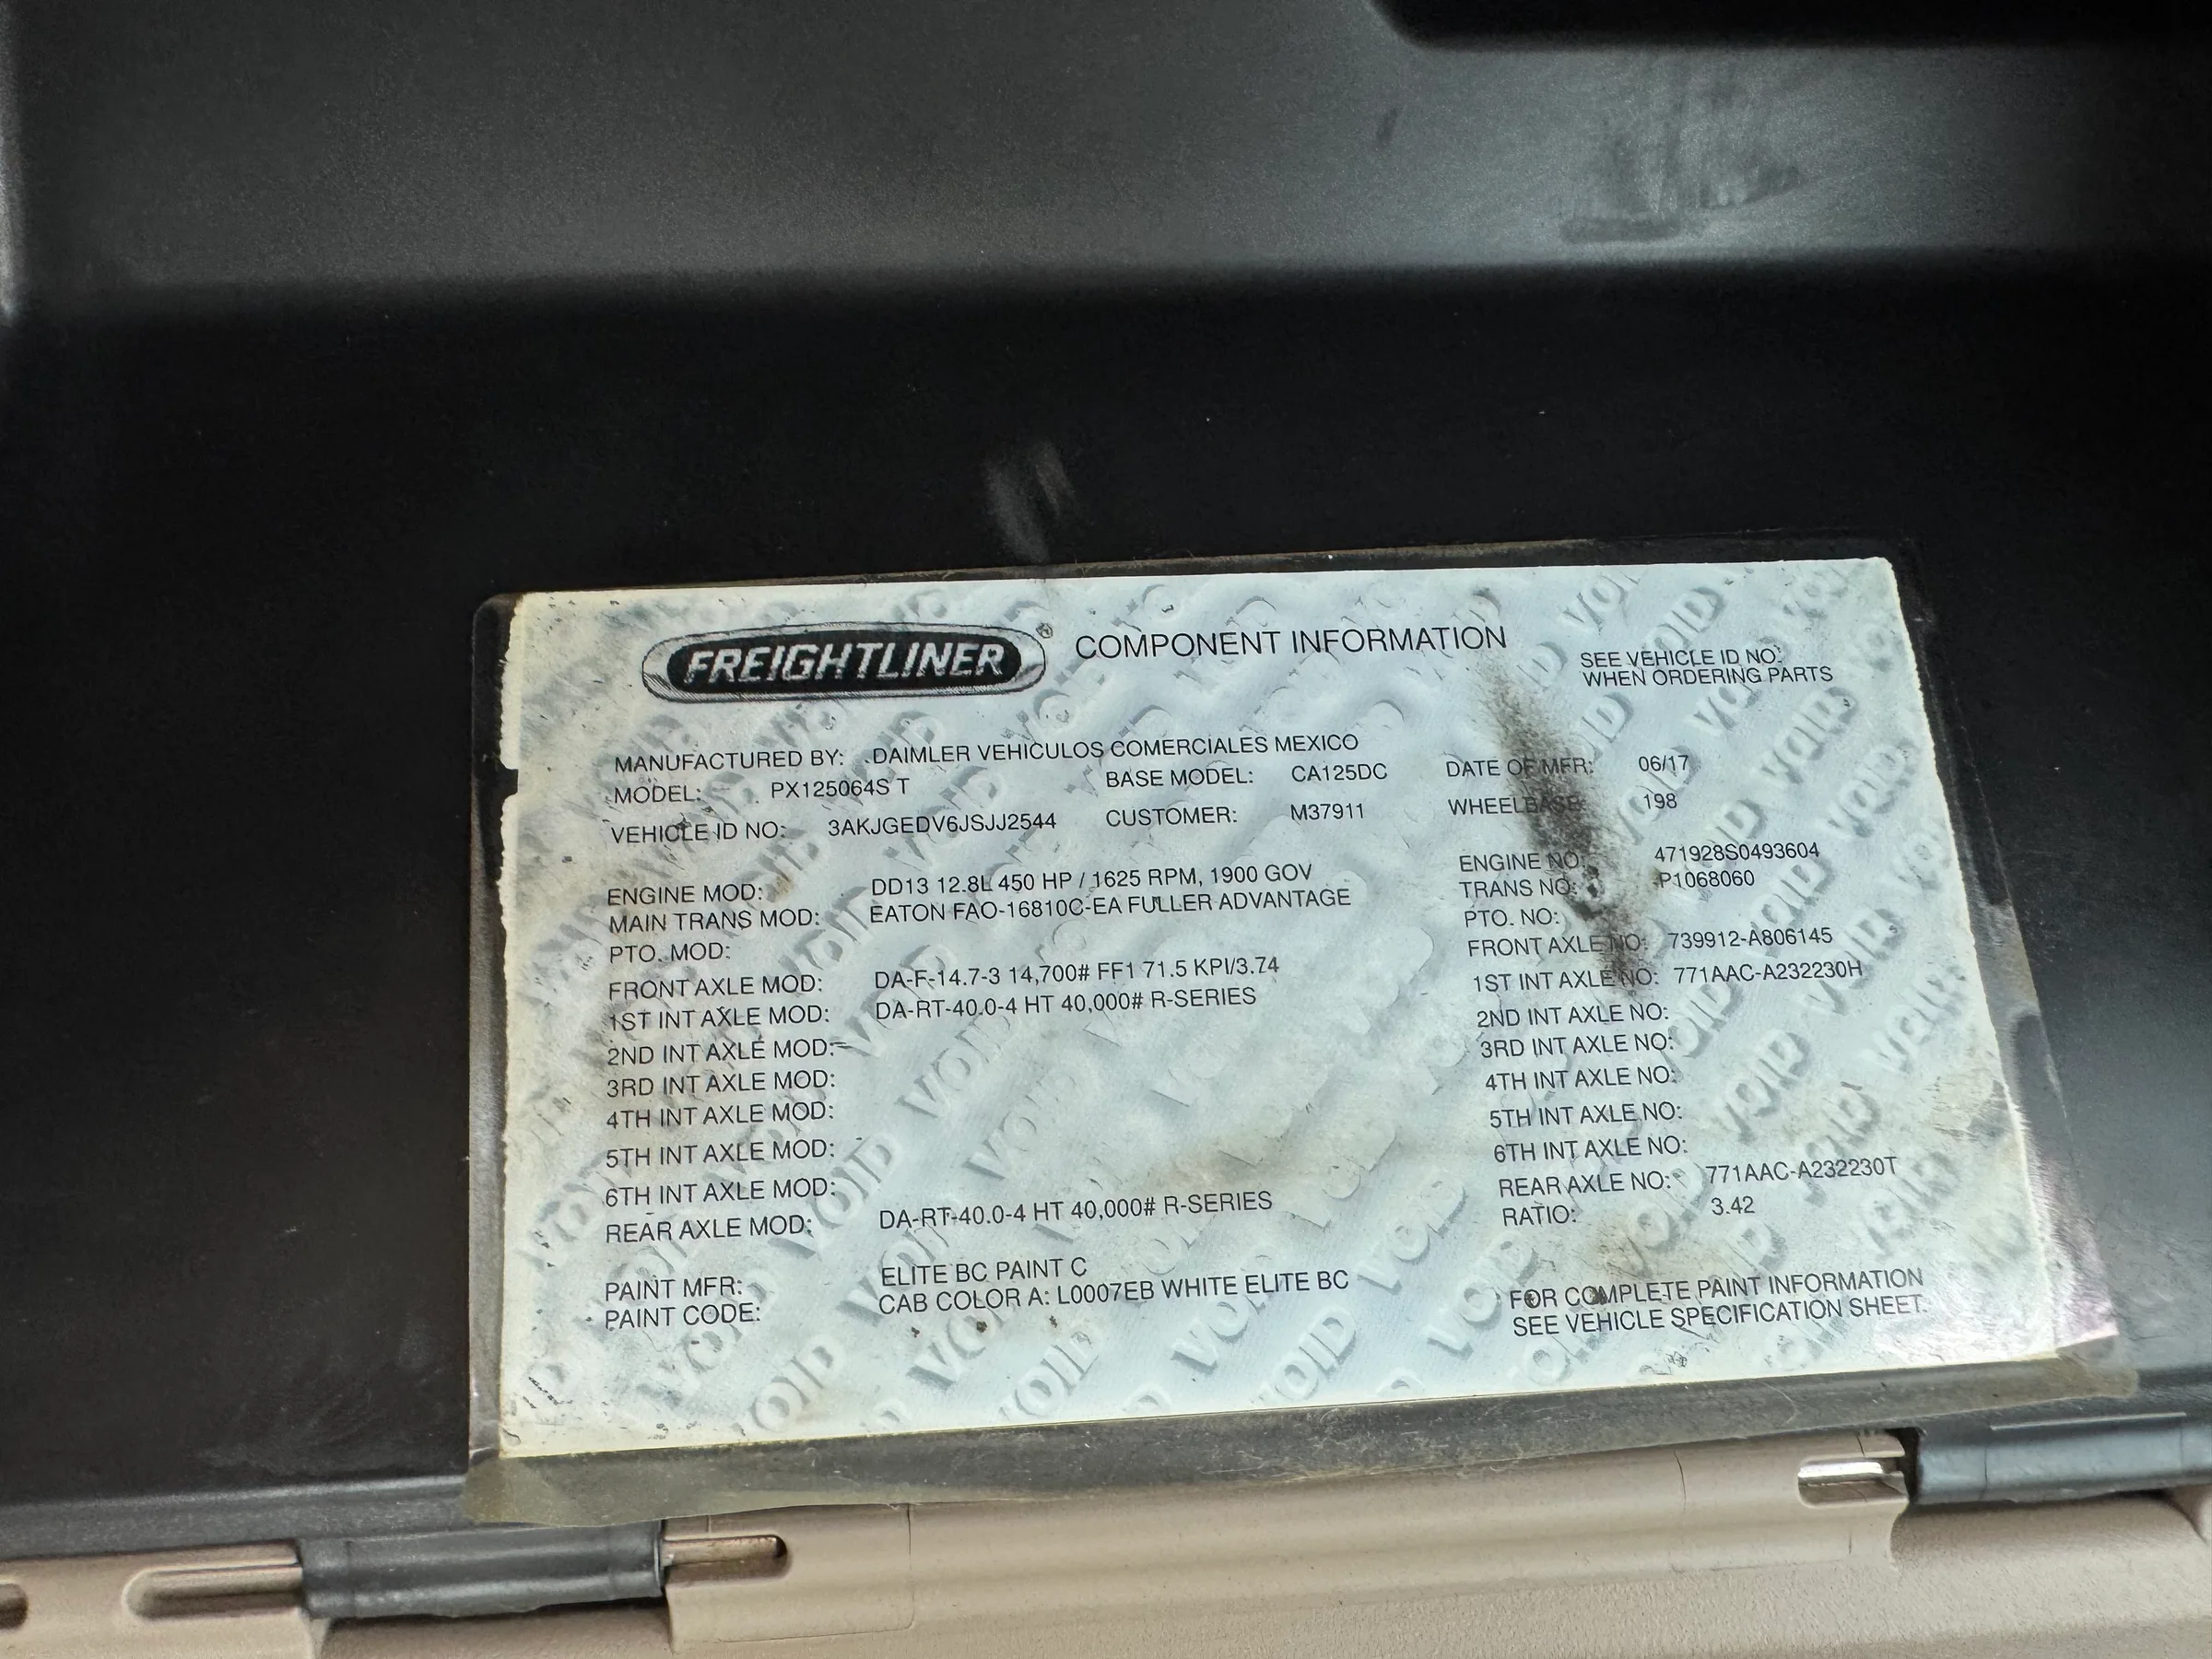 FREIGHTLINER® COMPONENT INFORMATION
SEE VEHICLE ID NO.
WHEN ORDERING PARTS
MANUFACTURED BY: DAIMLER VEHICULOS COMERCIALES MEXICO
MODEL: PX125064S T BASE MODEL: CA125DC DATE OF MFR: 06/17
VEHICLE ID NO: 3AKJGEDV6JSJJ2544 CUSTOMER: M37911 WHEELBASE: 198
ENGINE MOD: DD13 12.8L 450 HP / 1625 RPM, 1900 GOV ENGINE NO: 471928S0493604
MAIN TRANS MOD: EATON FAO-16810C-EA FULLER ADVANTAGE TRANS NO: P1068060
PTO. MOD: PTO. NO:
FRONT AXLE MOD: DA-F-14.7-3 14,700# FF1 71.5 KPI/3.74 FRONT AXLE NO: 739912-A806145
1ST INT AXLE MOD: DA-RT-40.0-4 HT 40,000# R-SERIES 1ST INT AXLE NO: 771AAC-A232230H
2ND INT AXLE MOD: 2ND INT AXLE NO:
3RD INT AXLE MOD: 3RD INT AXLE NO:
4TH INT AXLE MOD: 4TH INT AXLE NO:
5TH INT AXLE MOD: 5TH INT AXLE NO:
6TH INT AXLE MOD: 6TH INT AXLE NO:
REAR AXLE MOD: DA-RT-40.0-4 HT 40,000# R-SERIES REAR AXLE NO: 771AAC-A232230T
RATIO: 3.42
PAINT MFR: ELITE BC PAINT C
PAINT CODE: CAB COLOR A: L0007EB WHITE ELITE BC
FOR COMPLETE PAINT INFORMATION
SEE VEHICLE SPECIFICATION SHEET.